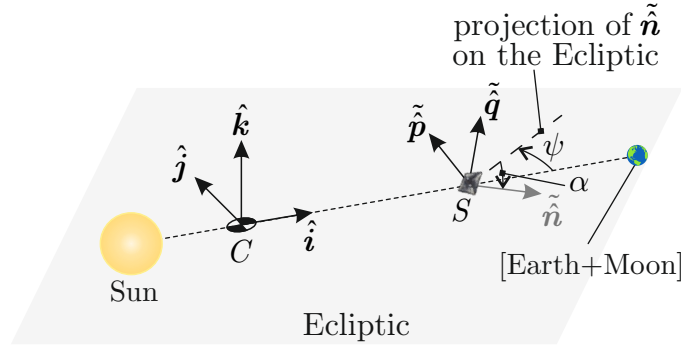 projection of ñ̂
on the Ecliptic
k̂
p̃̂
q̃̂
ĵ
ψ
α
S
ñ̂
C
î
[Earth+Moon]
Sun
Ecliptic